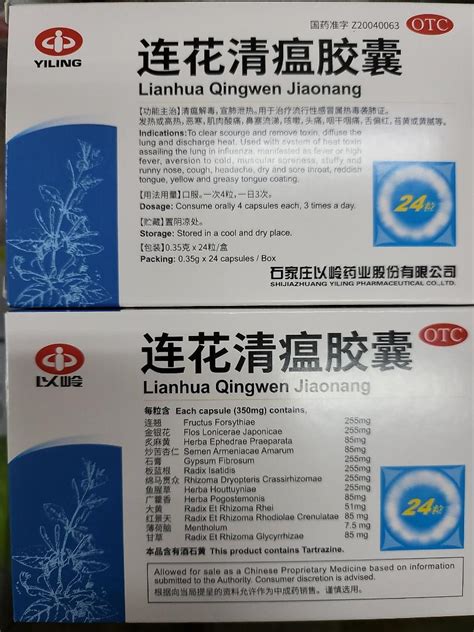 国药准字 Z20040063
OTC
YILING
连花清瘟胶囊
Lianhua Qingwen Jiaonang
【功能主治】清瘟解毒，宣肺泄热。用于治疗流行性感冒属热毒袭肺证。
发热或高热，恶寒，肌肉酸痛，鼻塞流涕，咳嗽，头痛，咽干咽痛，舌偏红，苔黄或黄腻等。
Indications:To clear scourge and remove toxin, diffuse the
lung and discharge heat. Used with system of heat toxin
assailing the lung in influenza, manifested as fever or high
fever, aversion to cold, muscular soreness, stuffy and
runny nose, cough, headache, dry and sore throat, reddish
tongue, yellow and greasy tongue coating.
【用法用量】口服。一次4粒，一日3次。
Dosage: Consume orally 4 capsules each, 3 times a day.
【贮藏】置阴凉处。
Storage: Stored in a cool and dry place.
【包装】0.35克 x 24粒/盒
Packing: 0.35g x 24 capsules / Box
24粒
石家庄以岭药业股份有限公司
SHIJIAZHUANG YILING PHARMACEUTICAL CO.,LTD.
OTC
以岭
连花清瘟胶囊
Lianhua Qingwen Jiaonang
每粒含 Each capsule (350mg) contains,
连翘 Fructus Forsythiae 255mg
金银花 Flos Lonicerae Japonicae 255mg
炙麻黄 Herba Ephedrae Praeparata 85mg
炒苦杏仁 Semen Armeniacae Amarum 85mg
石膏 Gypsum Fibrosum 255mg
板蓝根 Radix Isatidis 255mg
绵马贯众 Rhizoma Dryopteris Crassirhizomae 255mg
鱼腥草 Herba Houttuyniae 255mg
广藿香 Herba Pogostemonis 85mg
大黄 Radix Et Rhizoma Rhei 51mg
红景天 Radix Et Rhizoma Rhodiolae Crenulatae 85 mg
薄荷脑 Mentholum 7.5 mg
甘草 Radix Et Rhizoma Glycyrrhizae 85 mg
24粒
本品含有酒石黄 This product contains Tartrazine.
Allowed for sale as a Chinese Proprietary Medicine based on information
submitted to the Authority. Consumer discretion is advised.
根据向当局提呈的资料允许作为中成药销售。谨慎选用。